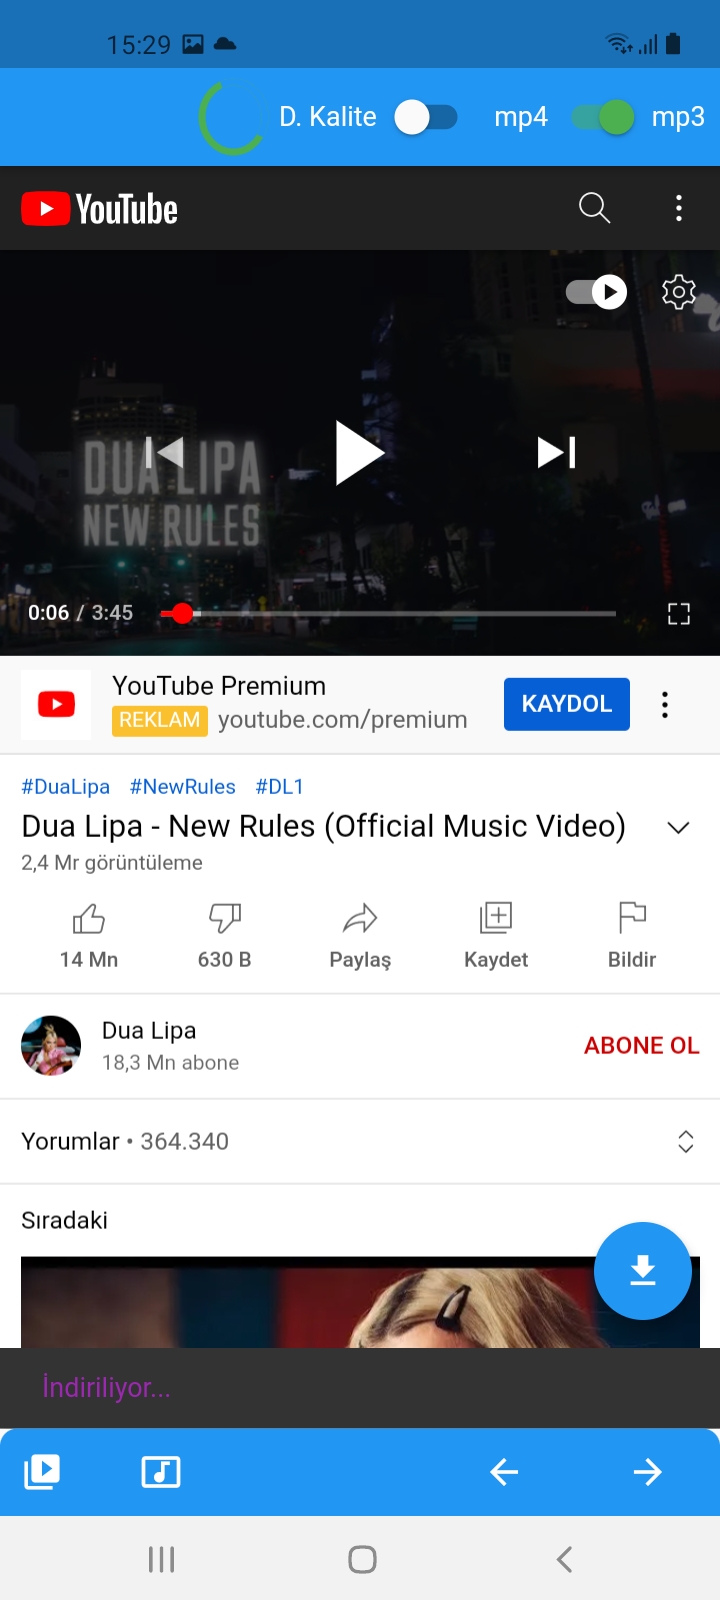 15:29
D. Kalite mp4 mp3
YouTube
DUA LIPA
NEW RULES
0:06 / 3:45
YouTube Premium
REKLAM youtube.com/premium
KAYDOL
#DuaLipa #NewRules #DL1
Dua Lipa - New Rules (Official Music Video)
2,4 Mr görüntüleme
14 Mn 630 B Paylaş Kaydet Bildir
Dua Lipa
18,3 Mn abone
ABONE OL
Yorumlar • 364.340
Sıradaki
İndiriliyor...